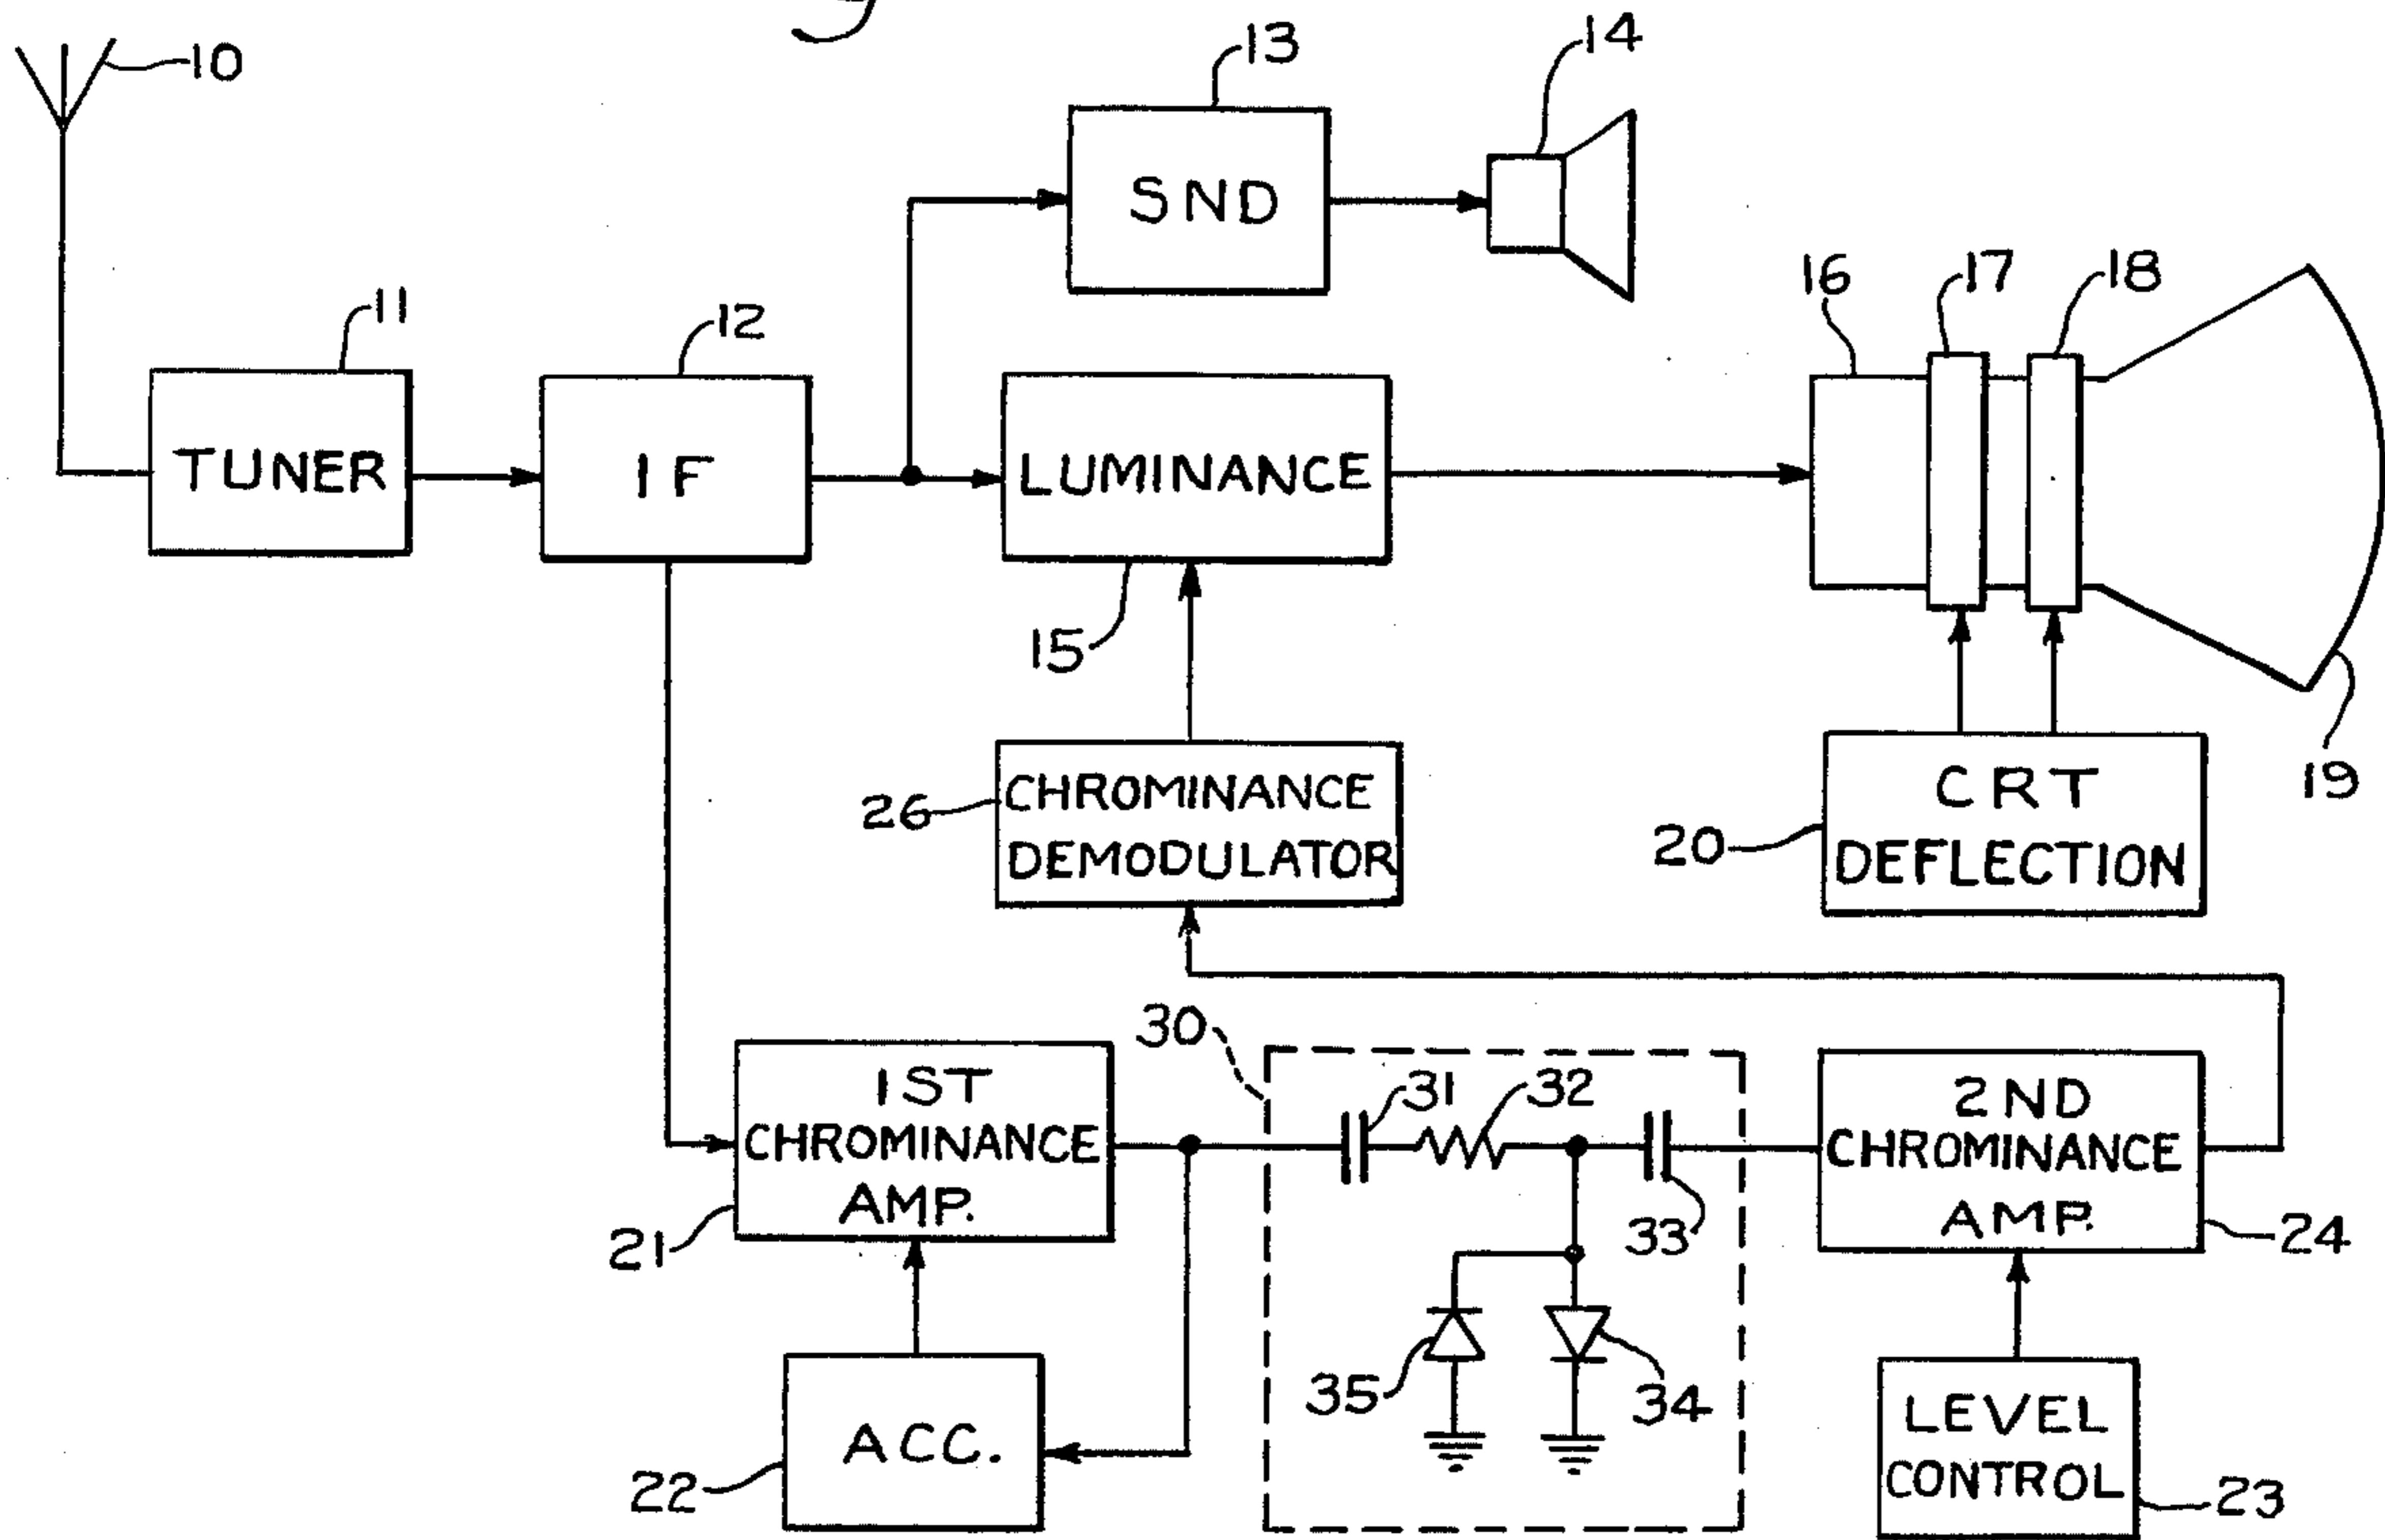 10
13
14
SND
11
12
16
17
18
TUNER
IF
LUMINANCE
15
19
26
CHROMINANCE
DEMODULATOR
20
CRT
DEFLECTION
30
31
32
33
1ST
CHROMINANCE
AMP.
21
2ND
CHROMINANCE
AMP.
24
35
34
ACC.
22
LEVEL
CONTROL
23